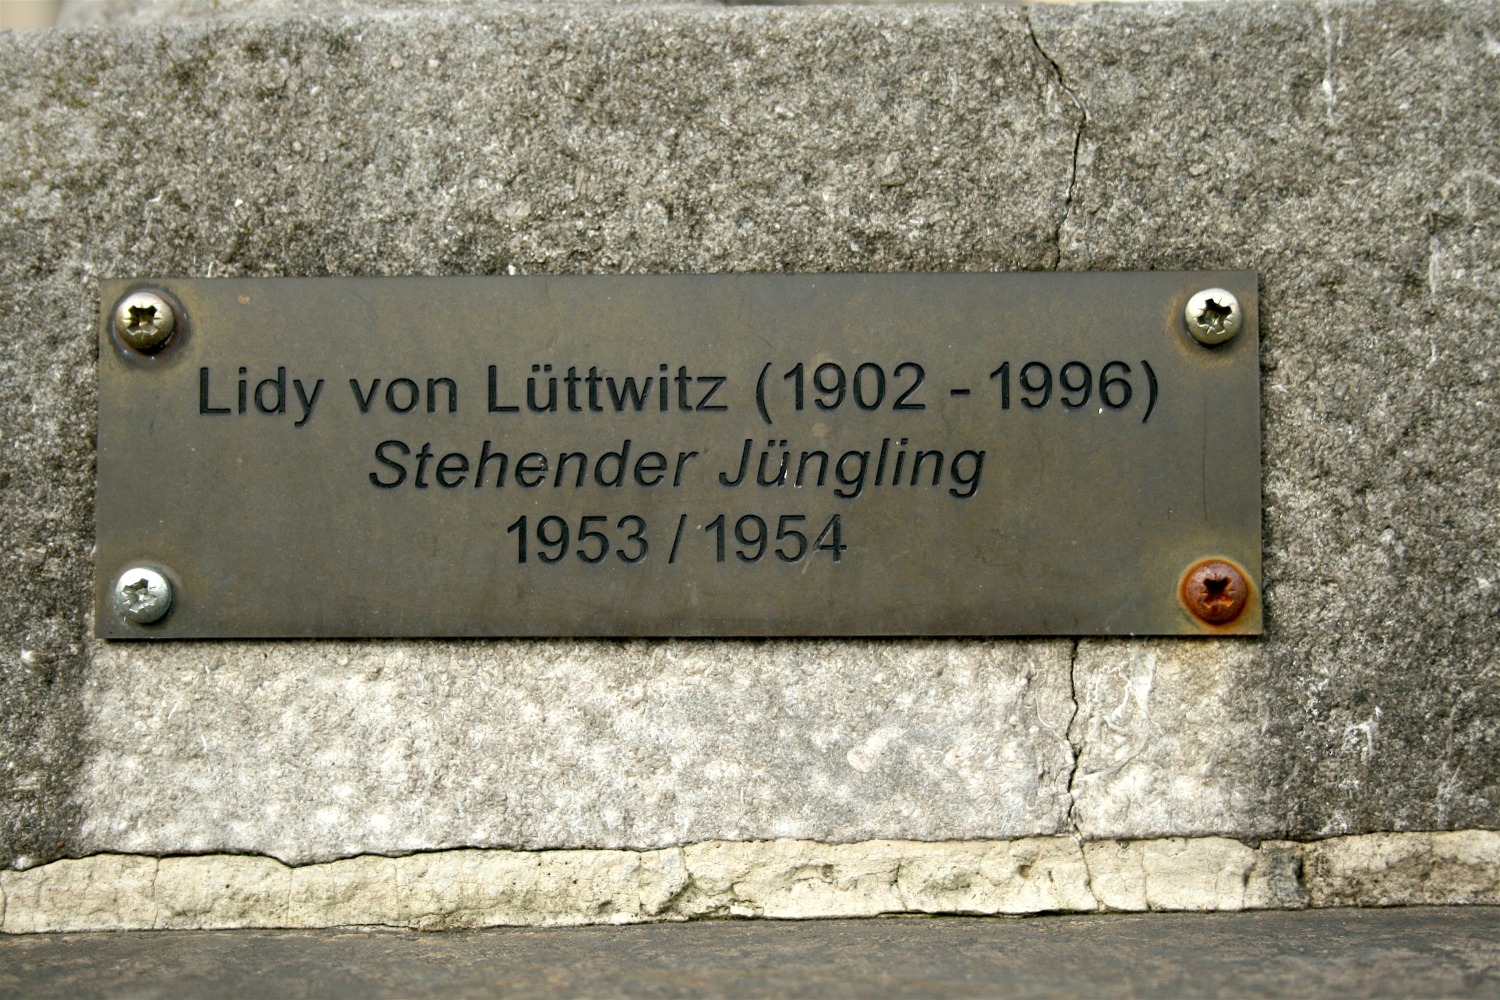 Lidy von Lüttwitz (1902 - 1996)
Stehender Jüngling
1953 / 1954